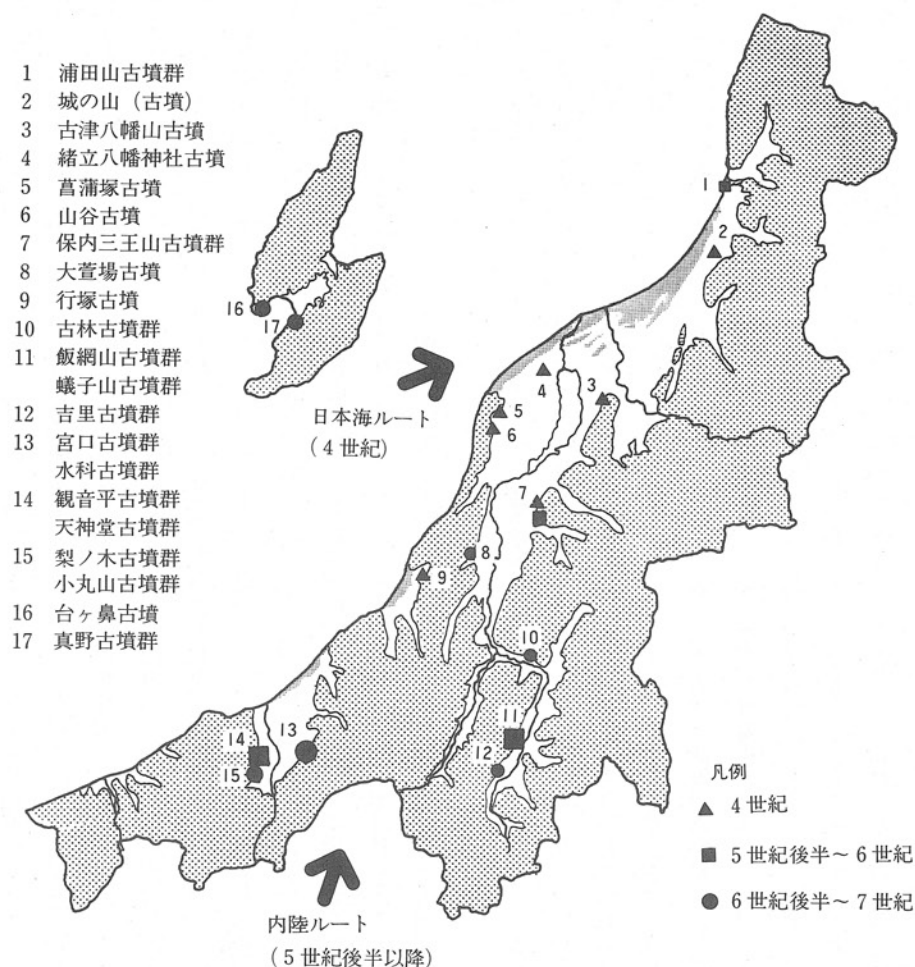 1 浦田山古墳群
2 城の山（古墳）
3 古津八幡山古墳
4 緒立八幡神社古墳
5 菖蒲塚古墳
6 山谷古墳
7 保内三王山古墳群
8 大萱場古墳
9 行塚古墳
10 古林古墳群
11 飯綱山古墳群
蟻子山古墳群
12 吉里古墳群
13 宮口古墳群
水科古墳群
14 観音平古墳群
天神堂古墳群
15 梨ノ木古墳群
小丸山古墳群
16 台ヶ鼻古墳
17 真野古墳群
1
2
16
17
3
4
5
6
日本海ルート
（4世紀）
7
8
9
10
11
12
13
14
15
凡例
4世紀
5世紀後半～6世紀
6世紀後半～7世紀
内陸ルート
（5世紀後半以降）